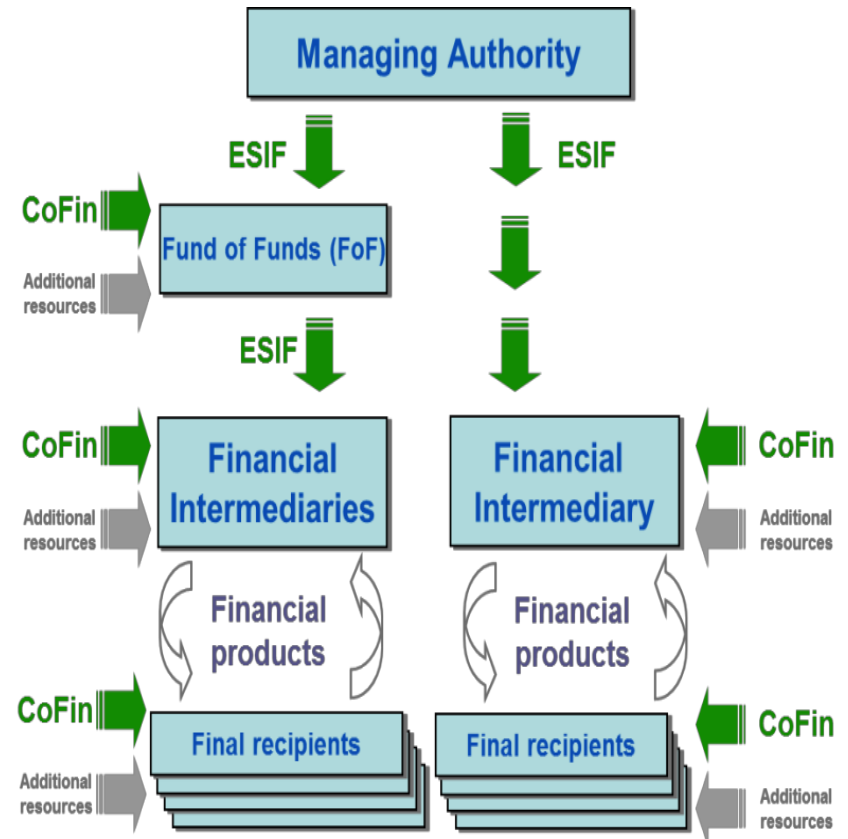 Managing Authority
ESIF
ESIF
CoFin
Fund of Funds (FoF)
Additional
resources
ESIF
CoFin
Financial
Intermediaries
Additional
resources
Financial
Intermediary
CoFin
Additional
resources
Financial
products
Financial
products
CoFin
Final recipients
Additional
resources
Final recipients
CoFin
Additional
resources